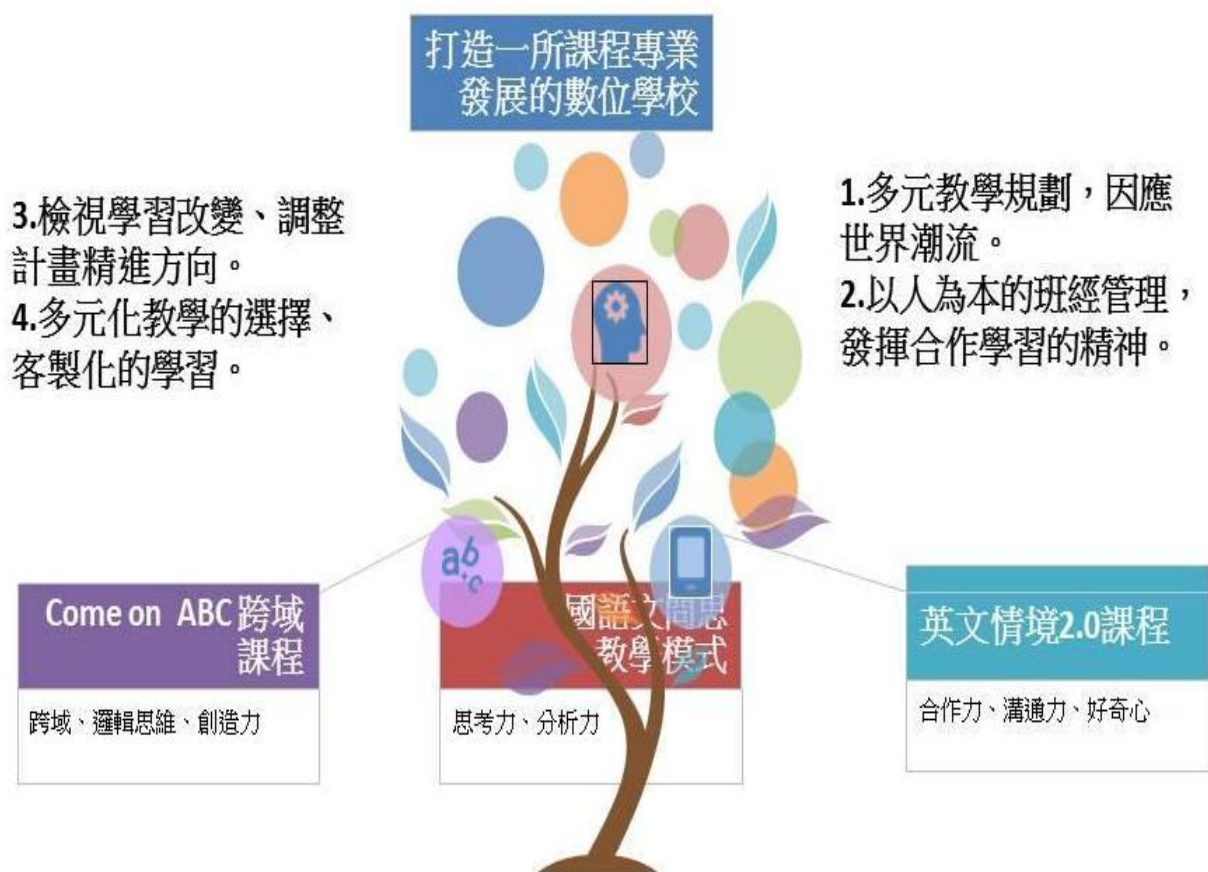 打造一所課程專業
發展的數位學校
3.檢視學習改變、調整
計畫精進方向。
4.多元化教學的選擇、
客製化的學習。
1.多元教學規劃，因應
世界潮流。
2.以人為本的班經管理，
發揮合作學習的精神。
abc
Come on ABC 跨域
課程
跨域、邏輯思維、創造力
國語文問思
教學模式
思考力、分析力
英文情境2.0課程
合作力、溝通力、好奇心